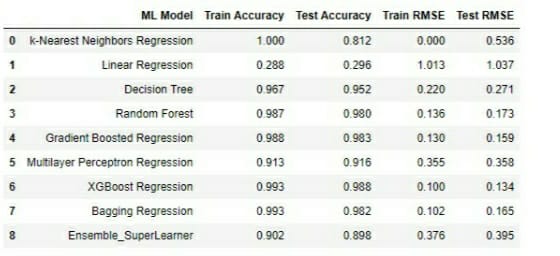 ML Model Train Accuracy Test Accuracy Train RMSE Test RMSE
0 k-Nearest Neighbors Regression 1.000 0.812 0.000 0.536
1 Linear Regression 0.288 0.296 1.013 1.037
2 Decision Tree 0.967 0.952 0.220 0.271
3 Random Forest 0.987 0.980 0.136 0.173
4 Gradient Boosted Regression 0.988 0.983 0.130 0.159
5 Multilayer Perceptron Regression 0.913 0.916 0.355 0.358
6 XGBoost Regression 0.993 0.988 0.100 0.134
7 Bagging Regression 0.993 0.982 0.102 0.165
8 Ensemble_SuperLearner 0.902 0.898 0.376 0.395